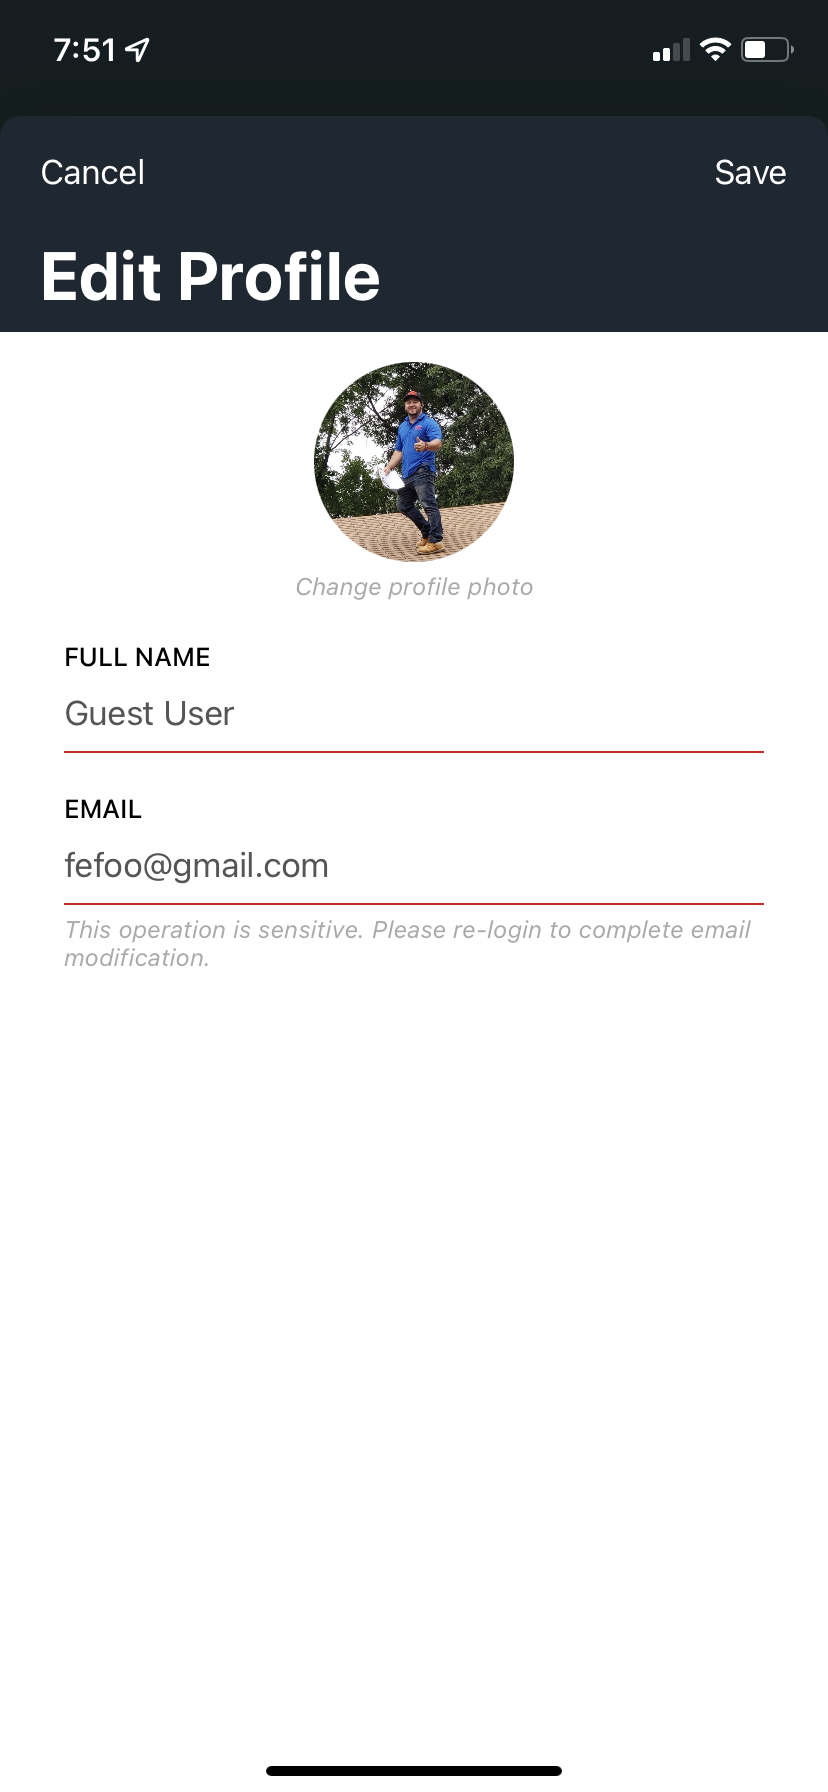 7:51
Cancel
Save
Edit Profile
Change profile photo
FULL NAME
Guest User
EMAIL
fefoo@gmail.com
This operation is sensitive. Please re-login to complete email
modification.